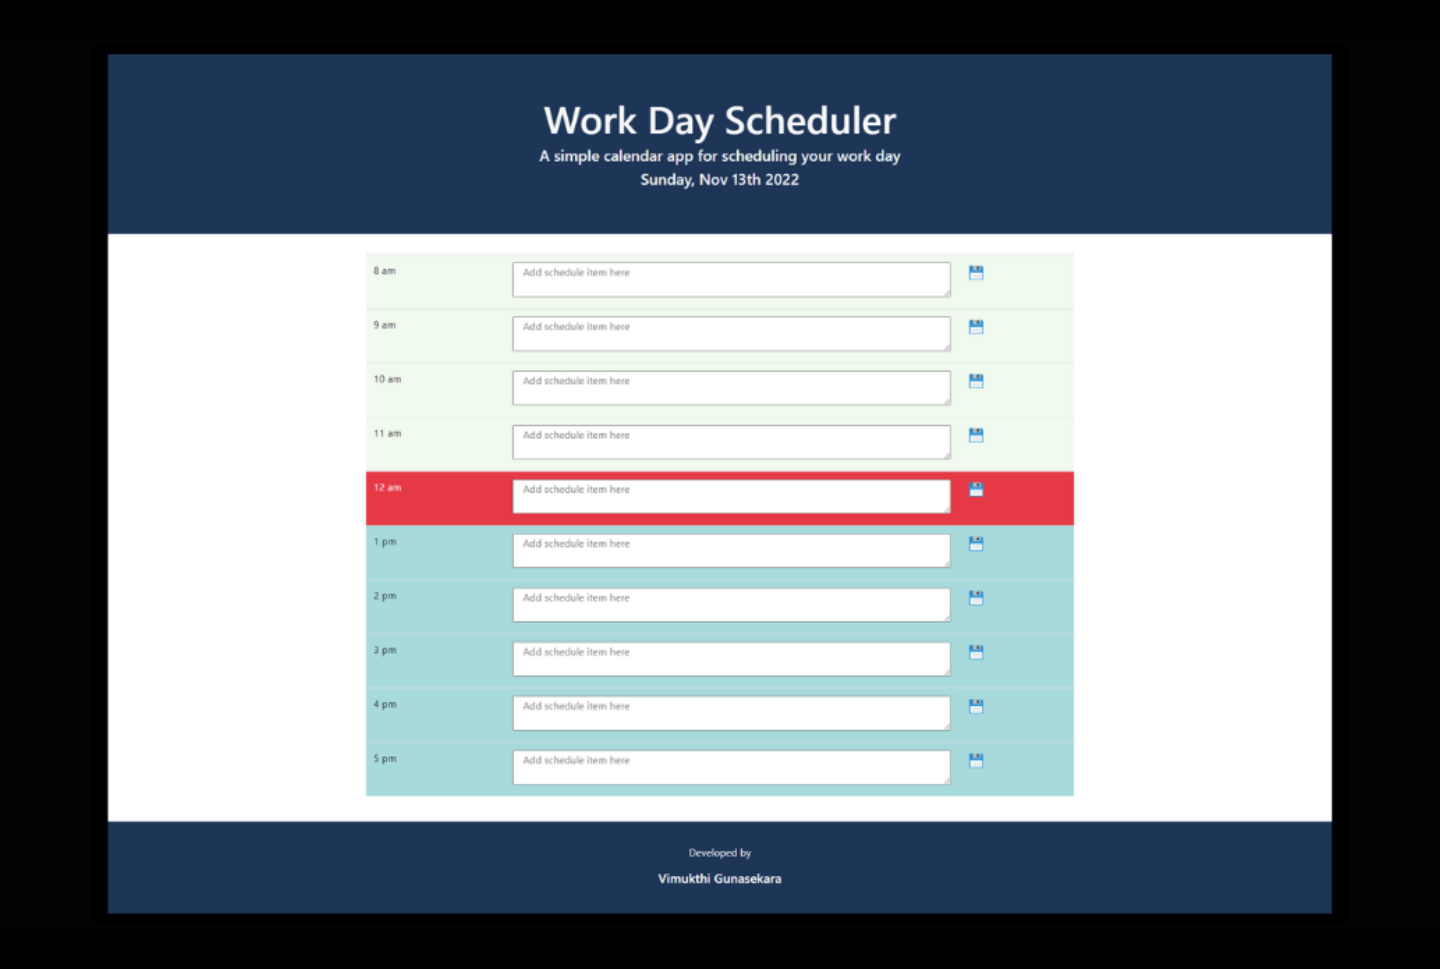 Work Day Scheduler
A simple calendar app for scheduling your work day
Sunday, Nov 13th 2022
8 am
Add schedule item here
9 am
Add schedule item here
10 am
Add schedule item here
11 am
Add schedule item here
12 am
Add schedule item here
1 pm
Add schedule item here
2 pm
Add schedule item here
3 pm
Add schedule item here
4 pm
Add schedule item here
5 pm
Add schedule item here
Developed by
Vimukthi Gunasekara